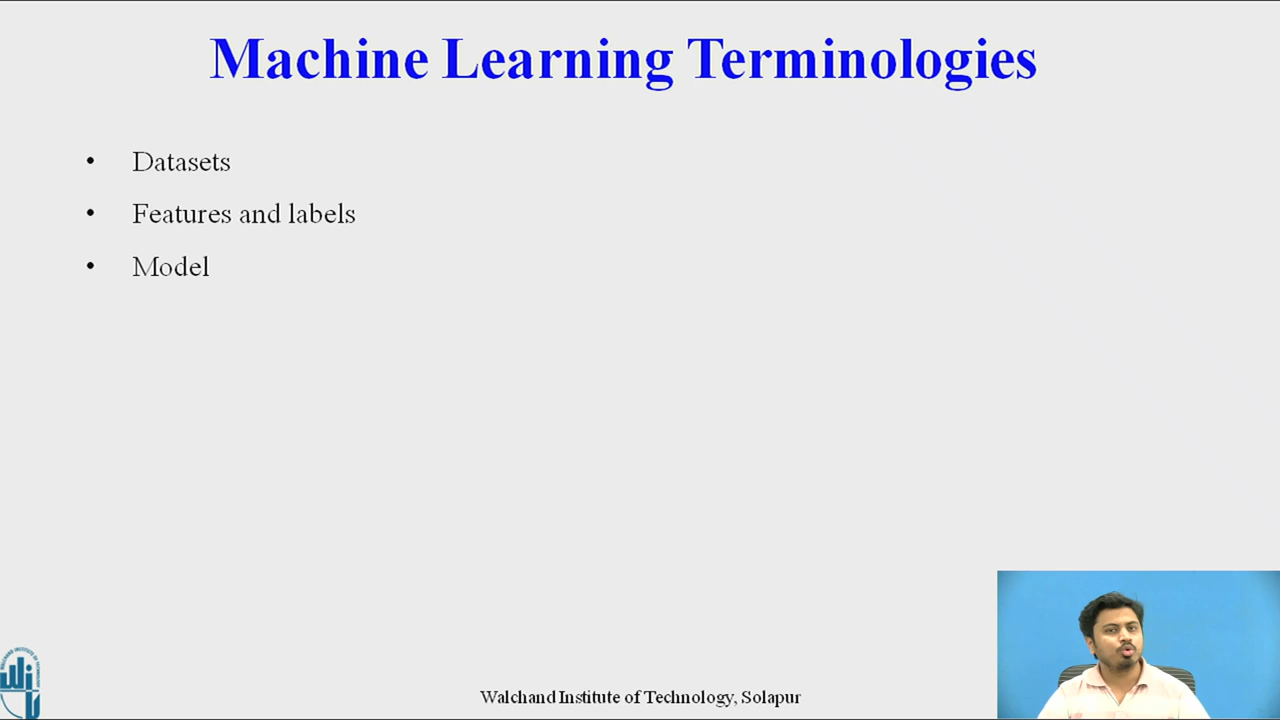 Machine Learning Terminologies
• Datasets
• Features and labels
• Model
Walchand Institute of Technology, Solapur